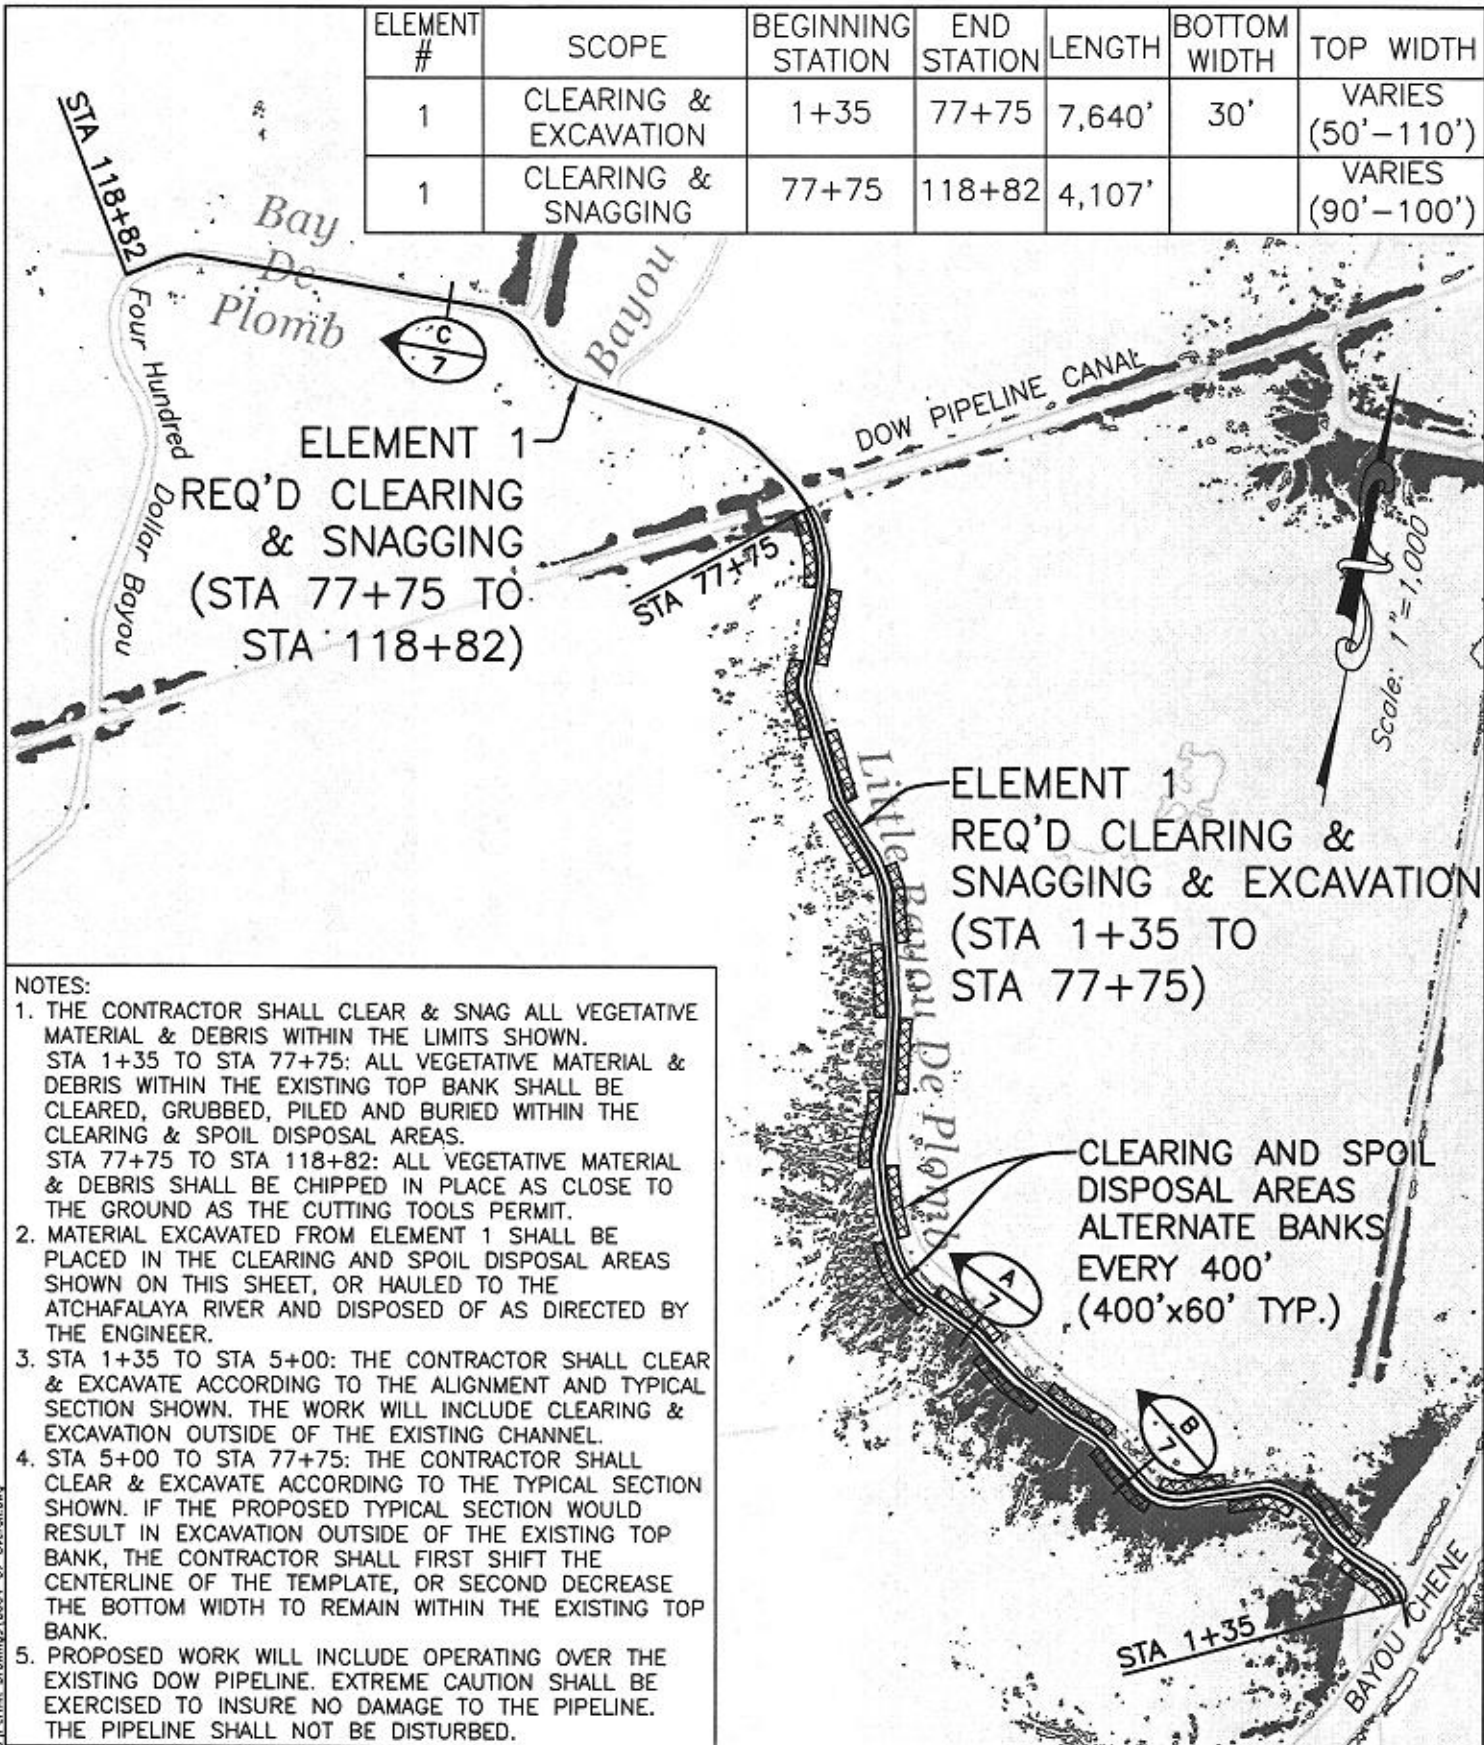 ELEMENT # SCOPE BEGINNING STATION END STATION LENGTH BOTTOM WIDTH TOP WIDTH
1 CLEARING & EXCAVATION 1+35 77+75 7,640' 30' VARIES (50'-110')
1 CLEARING & SNAGGING 77+75 118+82 4,107' VARIES (90'-100')
STA 118+82
Bay
De
Plomb
Bayou
C
7
Four Hundred Dollar Bayou
DOW PIPELINE CANAL
ELEMENT 1
REQ'D CLEARING
& SNAGGING
(STA 77+75 TO
STA 118+82)
STA 77+75
Scale: 1"=1,000
Little Bayou De Plomb
ELEMENT 1
REQ'D CLEARING &
SNAGGING & EXCAVATION
(STA 1+35 TO
STA 77+75)
CLEARING AND SPOIL
DISPOSAL AREAS
ALTERNATE BANKS
EVERY 400'
(400'x60' TYP.)
A
7
B
7
STA 1+35
BAYOU CHENE
NOTES:
1. THE CONTRACTOR SHALL CLEAR & SNAG ALL VEGETATIVE
MATERIAL & DEBRIS WITHIN THE LIMITS SHOWN.
STA 1+35 TO STA 77+75: ALL VEGETATIVE MATERIAL &
DEBRIS WITHIN THE EXISTING TOP BANK SHALL BE
CLEARED, GRUBBED, PILED AND BURIED WITHIN THE
CLEARING & SPOIL DISPOSAL AREAS.
STA 77+75 TO STA 118+82: ALL VEGETATIVE MATERIAL
& DEBRIS SHALL BE CHIPPED IN PLACE AS CLOSE TO
THE GROUND AS THE CUTTING TOOLS PERMIT.
2. MATERIAL EXCAVATED FROM ELEMENT 1 SHALL BE
PLACED IN THE CLEARING AND SPOIL DISPOSAL AREAS
SHOWN ON THIS SHEET, OR HAULED TO THE
ATCHAFALAYA RIVER AND DISPOSED OF AS DIRECTED BY
THE ENGINEER.
3. STA 1+35 TO STA 5+00: THE CONTRACTOR SHALL CLEAR
& EXCAVATE ACCORDING TO THE ALIGNMENT AND TYPICAL
SECTION SHOWN. THE WORK WILL INCLUDE CLEARING &
EXCAVATION OUTSIDE OF THE EXISTING CHANNEL.
4. STA 5+00 TO STA 77+75: THE CONTRACTOR SHALL
CLEAR & EXCAVATE ACCORDING TO THE TYPICAL SECTION
SHOWN. IF THE PROPOSED TYPICAL SECTION WOULD
RESULT IN EXCAVATION OUTSIDE OF THE EXISTING TOP
BANK, THE CONTRACTOR SHALL FIRST SHIFT THE
CENTERLINE OF THE TEMPLATE, OR SECOND DECREASE
THE BOTTOM WIDTH TO REMAIN WITHIN THE EXISTING TOP
BANK.
5. PROPOSED WORK WILL INCLUDE OPERATING OVER THE
EXISTING DOW PIPELINE. EXTREME CAUTION SHALL BE
EXERCISED TO INSURE NO DAMAGE TO THE PIPELINE.
THE PIPELINE SHALL NOT BE DISTURBED.